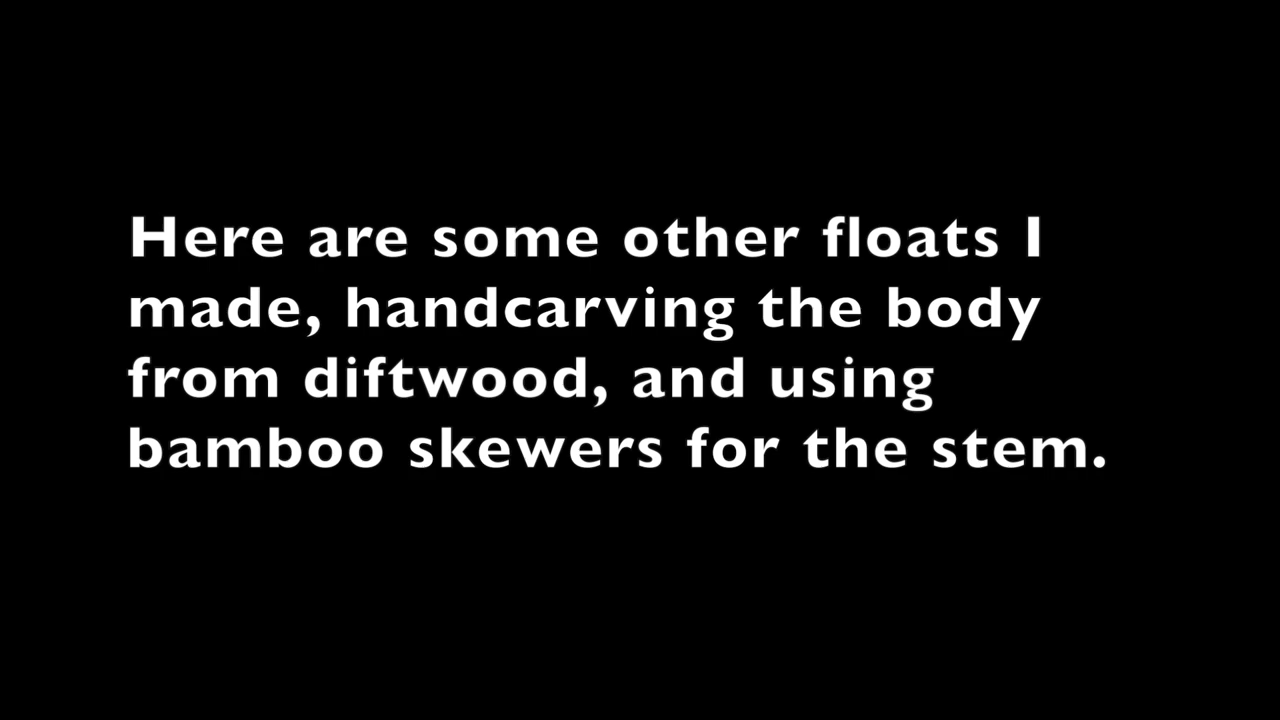 Here are some other floats I
made, handcarving the body
from diftwood, and using
bamboo skewers for the stem.